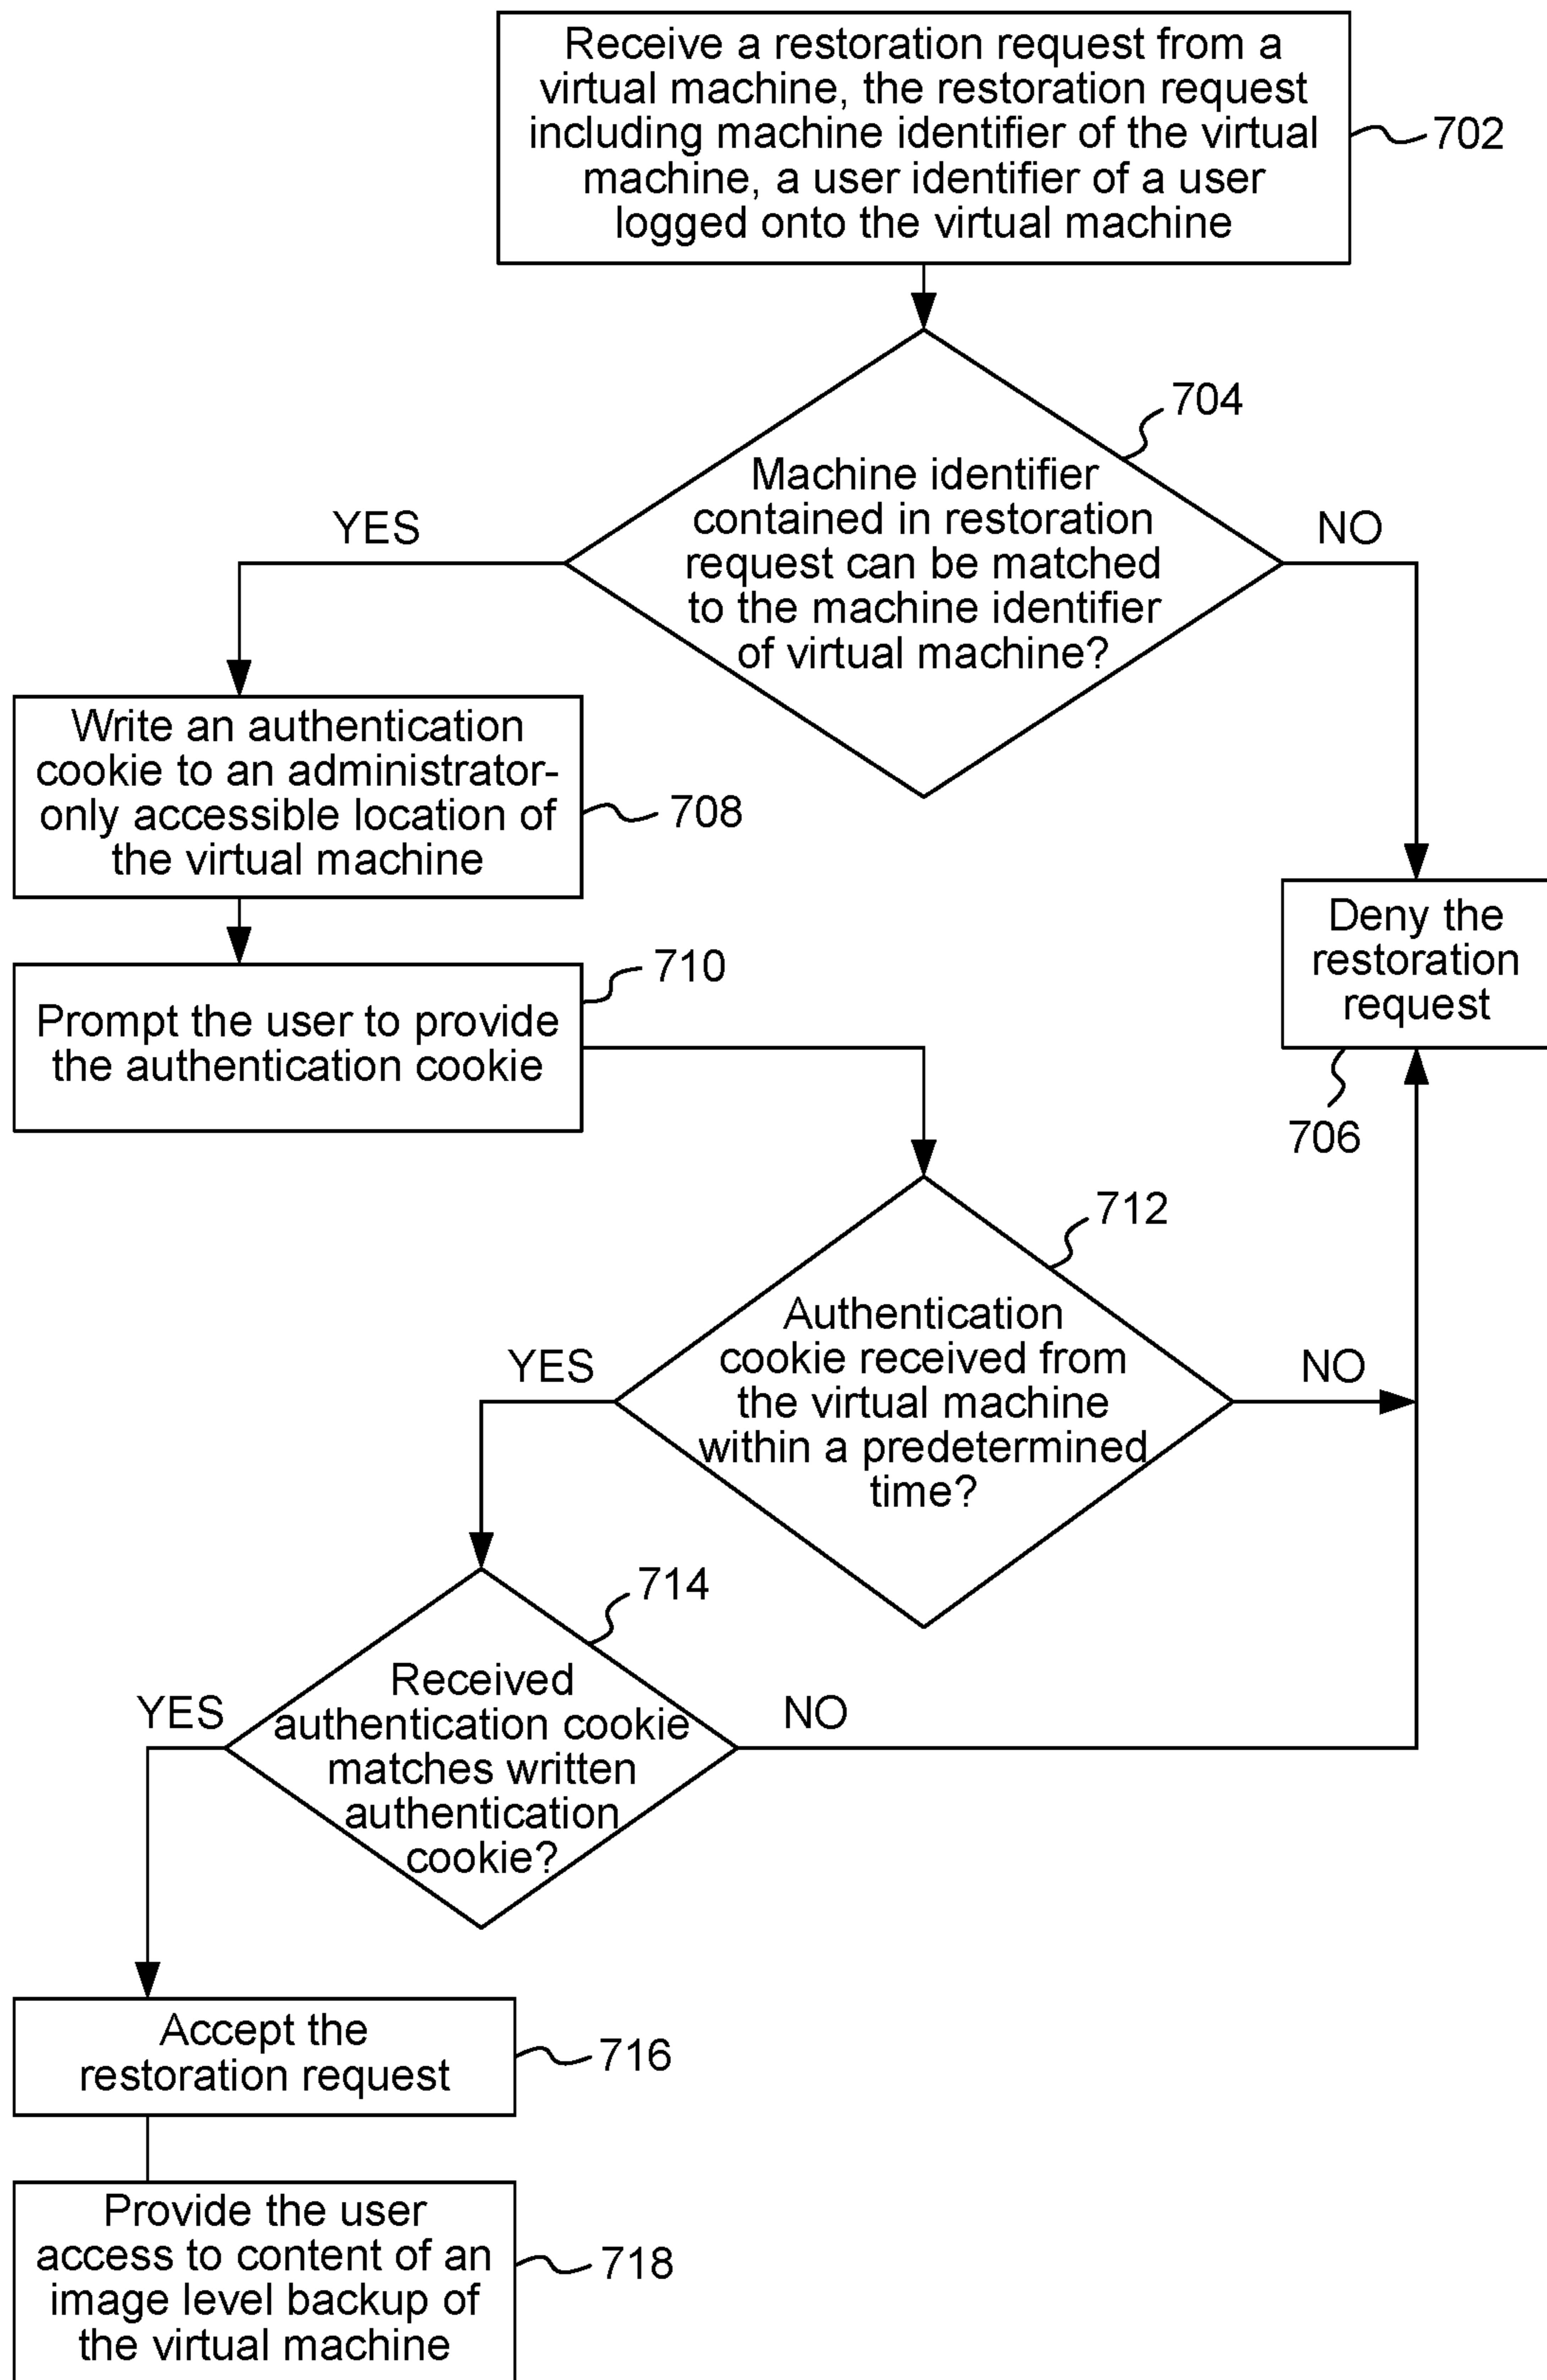 Receive a restoration request from a
virtual machine, the restoration request
including machine identifier of the virtual
machine, a user identifier of a user
logged onto the virtual machine
702
704
Machine identifier
contained in restoration
request can be matched
to the machine identifier
of virtual machine?
YES
NO
Write an authentication
cookie to an administrator-
only accessible location of
the virtual machine
708
Deny the
restoration
request
706
710
Prompt the user to provide
the authentication cookie
712
Authentication
cookie received from
the virtual machine
within a predetermined
time?
YES
NO
714
Received
authentication cookie
matches written
authentication
cookie?
YES
NO
Accept the
restoration request
716
Provide the user
access to content of an
image level backup of
the virtual machine
718